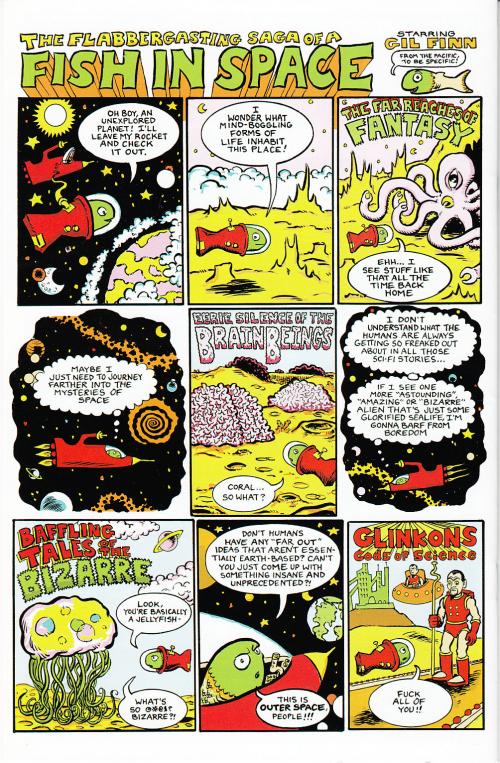 THE FLABBERGASTING SAGA OF A
FISH IN SPACE
STARRING
GIL FINN
FROM THE PACIFIC,
TO BE SPECIFIC!
OH BOY, AN
UNEXPLORED
PLANET! I'LL
LEAVE MY ROCKET
AND CHECK
IT OUT.
I
WONDER WHAT
MIND-BOGGLING
FORMS OF
LIFE INHABIT
THIS PLACE!
THE FAR REACHES OF
FANTASY
EHH... I
SEE STUFF LIKE
THAT ALL THE
TIME BACK
HOME
MAYBE I
JUST NEED TO JOURNEY
FARTHER INTO THE
MYSTERIES OF
SPACE
EERIE SILENCE OF THE
BRAIN BEINGS
CORAL...
SO WHAT?
I DON'T
UNDERSTAND WHAT THE
HUMANS ARE ALWAYS
GETTING SO FREAKED OUT
ABOUT IN ALL THOSE
SCI-FI STORIES...
IF I SEE ONE
MORE "ASTOUNDING",
"AMAZING" OR "BIZARRE"
ALIEN THAT'S JUST SOME
GLORIFIED SEALIFE, I'M
GONNA BARF FROM
BOREDOM
BAFFLING
TALES OF THE
BIZARRE
LOOK,
YOU'RE BASICALLY
A JELLYFISH-
WHAT'S
SO @*#!?
BIZARRE?!
DON'T HUMANS
HAVE ANY "FAR OUT"
IDEAS THAT ARENT ESSEN-
TIALLY EARTH-BASED? CAN'T
YOU JUST COME UP WITH
SOMETHING INSANE AND
UNPRECEDENTED?!
THIS IS
OUTER SPACE,
PEOPLE!!!
GLINKONS
Gods of Science
FUCK
ALL OF
YOU!!